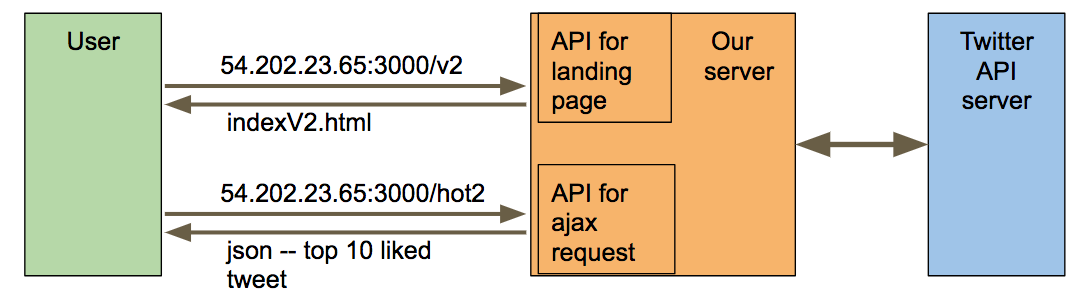 User
54.202.23.65:3000/v2
indexV2.html
54.202.23.65:3000/hot2
json -- top 10 liked
tweet
API for
landing
page
API for
ajax
request
Our
server
Twitter
API
server